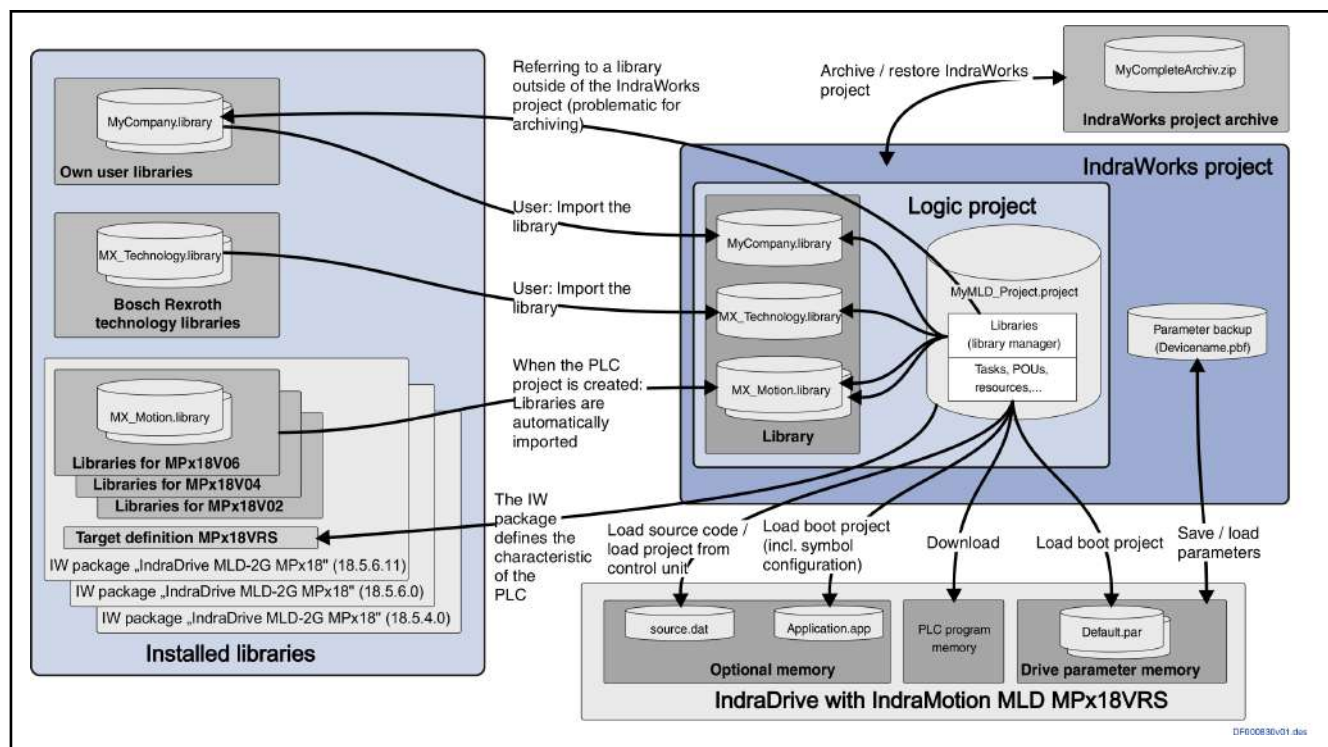 MyCompany.library
Own user libraries
MX_Technology.library
Bosch Rexroth
technology libraries
MX_Motion.library
Libraries for MPx18V06
Libraries for MPx18V04
Libraries for MPx18V02
Target definition MPx18VRS
IW package „IndraDrive MLD-2G MPx18" (18.5.6.11)
IW package „IndraDrive MLD-2G MPx18" (18.5.6.0)
IW package „IndraDrive MLD-2G MPx18" (18.5.4.0)
Installed libraries
Referring to a library
outside of the IndraWorks
project (problematic for
archiving)
User: Import the
library
User: Import the
library
When the PLC
project is created:
Libraries are
automatically
imported
The IW
package
defines the
characteristic
of the
PLC
Archive / restore IndraWorks
project
MyCompleteArchiv.zip
IndraWorks project archive
IndraWorks project
Logic project
MyCompany.library
MX_Technology.library
MX_Motion.library
Library
MyMLD_Project.project
Libraries
(library manager)
Tasks, POUs,
resources,...
Parameter backup
(Devicename.pbf)
Load source code /
load project from
control unit
Load boot project
(incl. symbol
configuration)
Download
Load boot project
Save / load
parameters
source.dat
Application.app
Optional memory
PLC program
memory
Default.par
Drive parameter memory
IndraDrive with IndraMotion MLD MPx18VRS
DF000830v01.des